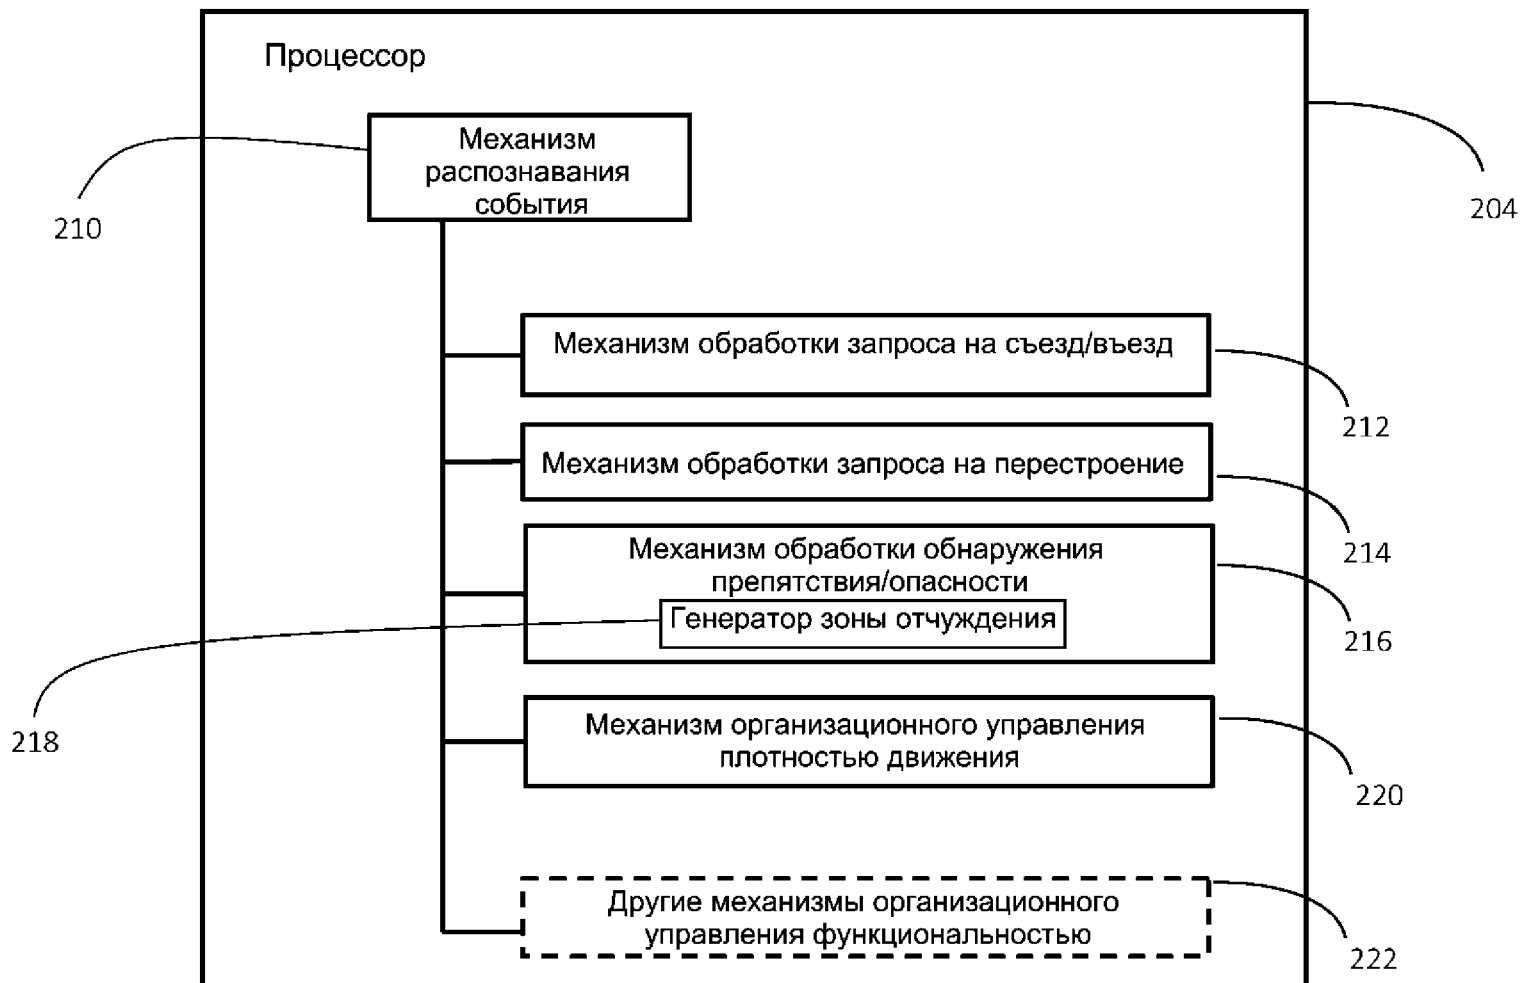 Процессор
Механизм
распознавания
события
210
204
Механизм обработки запроса на съезд/въезд
212
Механизм обработки запроса на перестроение
214
Механизм обработки обнаружения
препятствия/опасности
Генератор зоны отчуждения
216
218
Механизм организационного управления
плотностью движения
220
Другие механизмы организационного
управления функциональностью
222